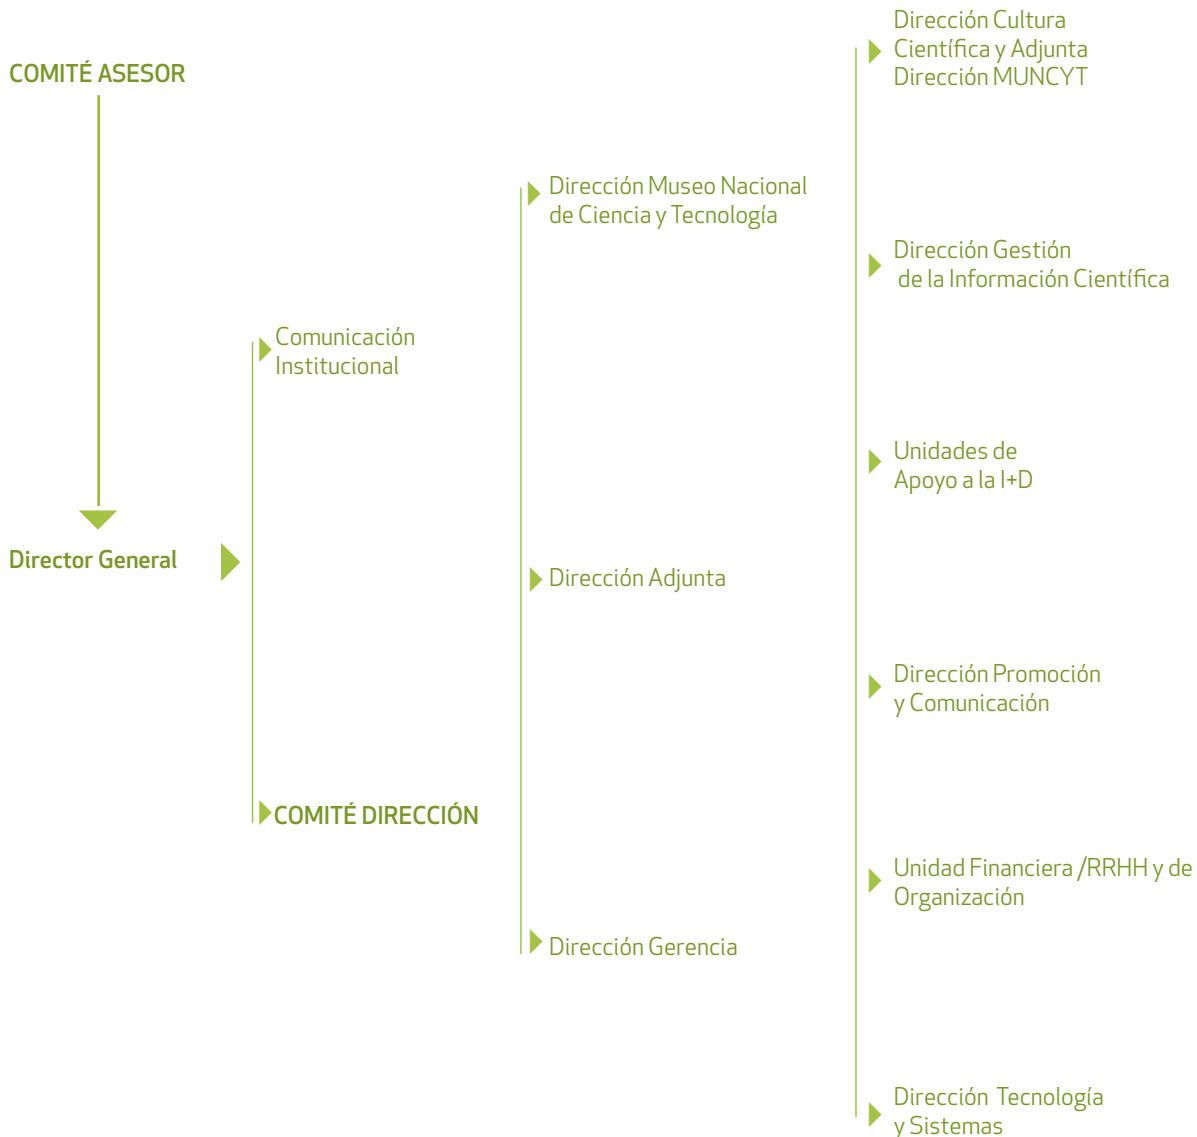 COMITÉ ASESOR
Director General
Comunicación
Institucional
COMITÉ DIRECCIÓN
Dirección Museo Nacional
de Ciencia y Tecnología
Dirección Adjunta
Dirección Gerencia
Dirección Cultura
Científica y Adjunta
Dirección MUNCYT
Dirección Gestión
de la Información Científica
Unidades de
Apoyo a la I+D
Dirección Promoción
y Comunicación
Unidad Financiera /RRHH y de
Organización
Dirección Tecnología
y Sistemas